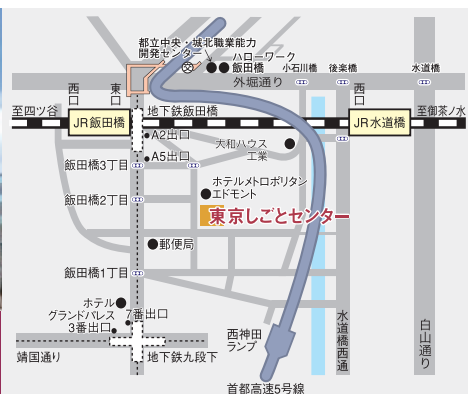 都立中央・城北職業能力
開発センター
ハローワーク
飯田橋
小石川橋
後楽橋
水道橋
外堀通り
西口
東口
西口
至四ツ谷
JR飯田橋
地下鉄飯田橋
JR水道橋
至御茶ノ水
A2出口
大和ハウス
工業
A5出口
飯田橋3丁目
ホテルメトロポリタン
エドモント
飯田橋2丁目
東京しごとセンター
郵便局
飯田橋1丁目
ホテル
グランドパレス
7番出口
3番出口
西神田
ランプ
水道橋西通
白山通り
靖国通り
地下鉄九段下
首都高速5号線